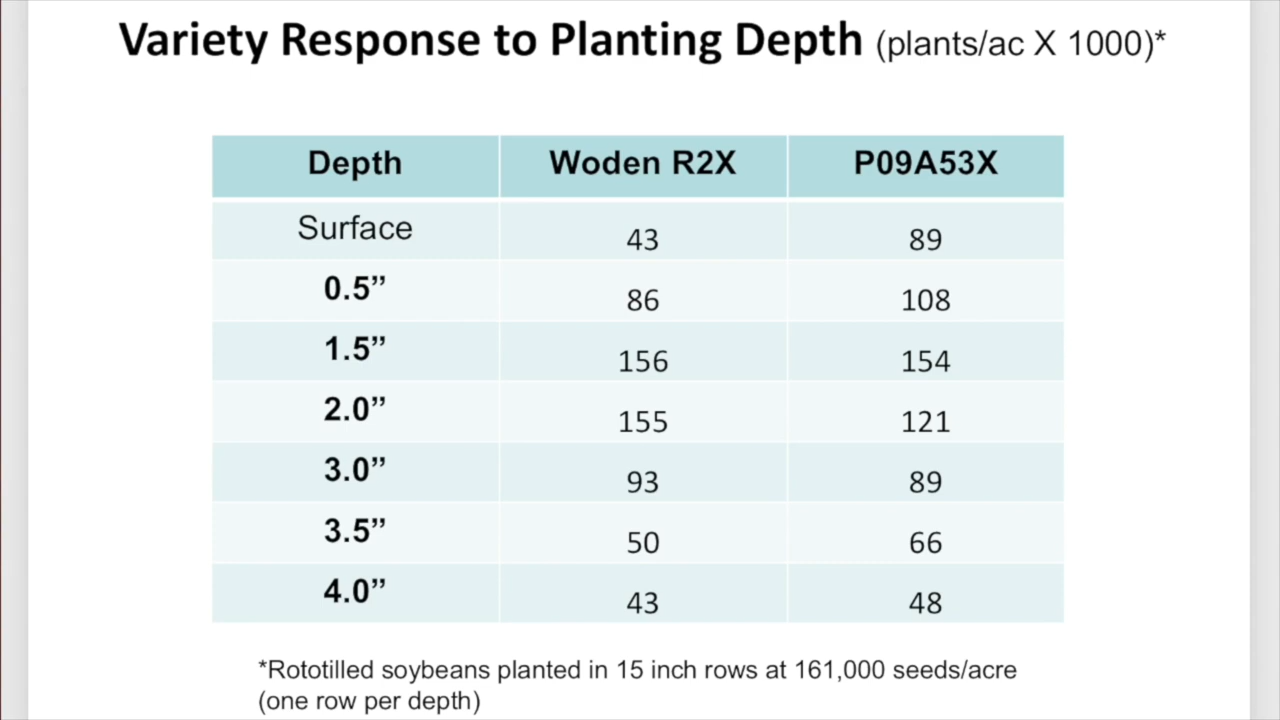 Variety Response to Planting Depth (plants/ac X 1000)*
Depth Woden R2X P09A53X
Surface 43 89
0.5” 86 108
1.5” 156 154
2.0” 155 121
3.0” 93 89
3.5” 50 66
4.0” 43 48
*Rototilled soybeans planted in 15 inch rows at 161,000 seeds/acre
(one row per depth)